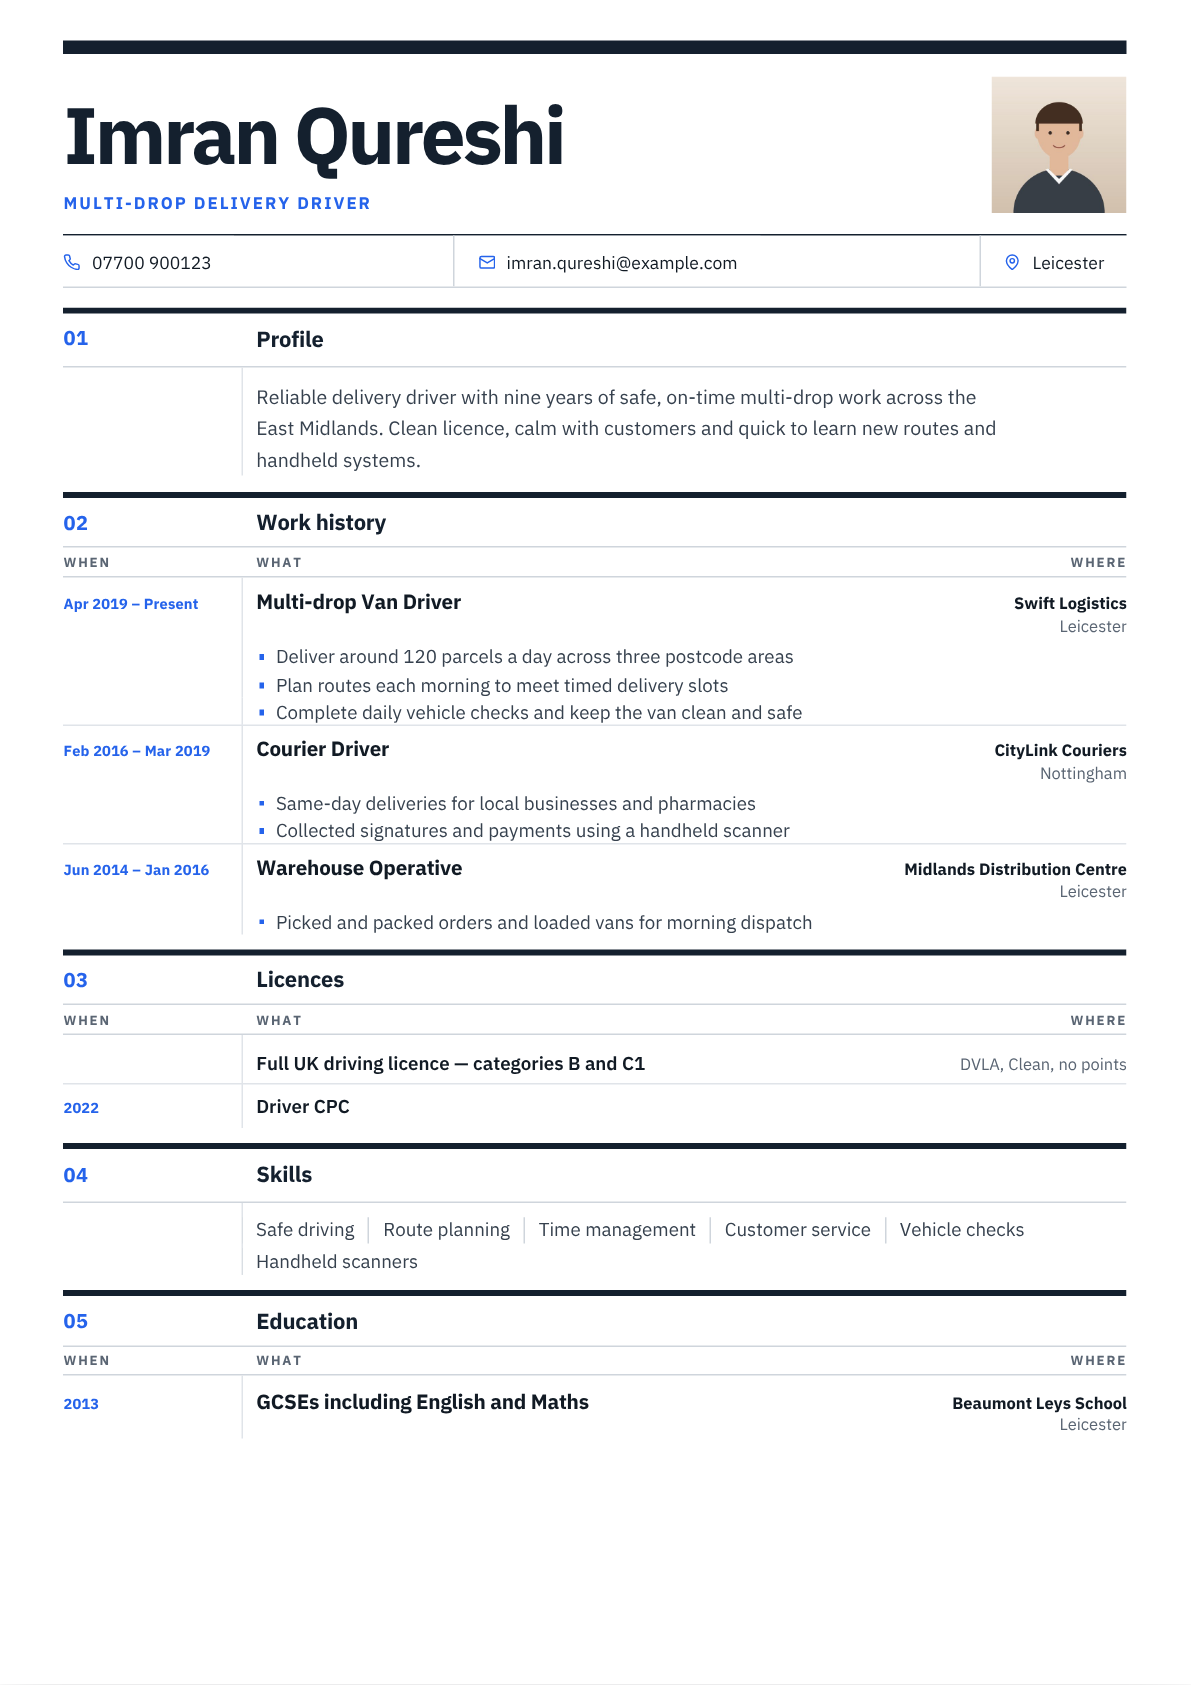 Imran Qureshi
MULTI-DROP DELIVERY DRIVER
07700 900123
imran.qureshi@example.com
Leicester
01 Profile
Reliable delivery driver with nine years of safe, on-time multi-drop work across the
East Midlands. Clean licence, calm with customers and quick to learn new routes and
handheld systems.
02 Work history
WHEN WHAT WHERE
Apr 2019 – Present Multi-drop Van Driver Swift Logistics
Leicester
▪ Deliver around 120 parcels a day across three postcode areas
▪ Plan routes each morning to meet timed delivery slots
▪ Complete daily vehicle checks and keep the van clean and safe
Feb 2016 – Mar 2019 Courier Driver CityLink Couriers
Nottingham
▪ Same-day deliveries for local businesses and pharmacies
▪ Collected signatures and payments using a handheld scanner
Jun 2014 – Jan 2016 Warehouse Operative Midlands Distribution Centre
Leicester
▪ Picked and packed orders and loaded vans for morning dispatch
03 Licences
WHEN WHAT WHERE
Full UK driving licence — categories B and C1 DVLA, Clean, no points
2022 Driver CPC
04 Skills
Safe driving Route planning Time management Customer service Vehicle checks
Handheld scanners
05 Education
WHEN WHAT WHERE
2013 GCSEs including English and Maths Beaumont Leys School
Leicester